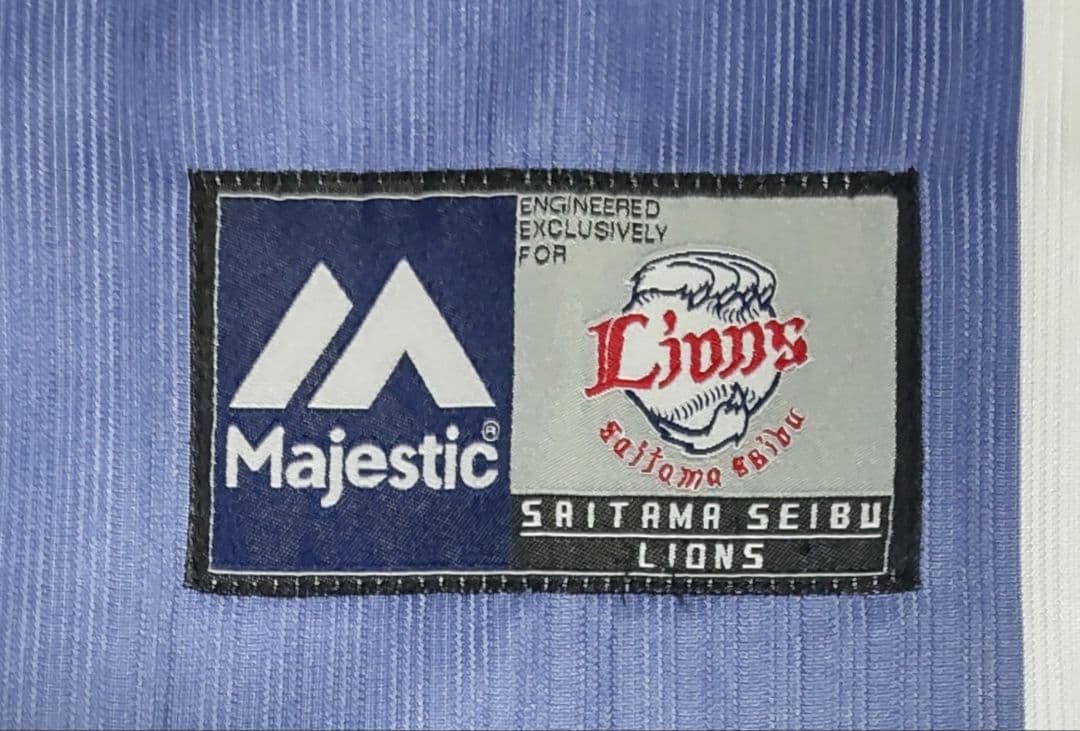 Majestic®
ENGINEERED
EXCLUSIVELY
FOR
Lions
Saitama Seibu
SAITAMA SEIBU
LIONS